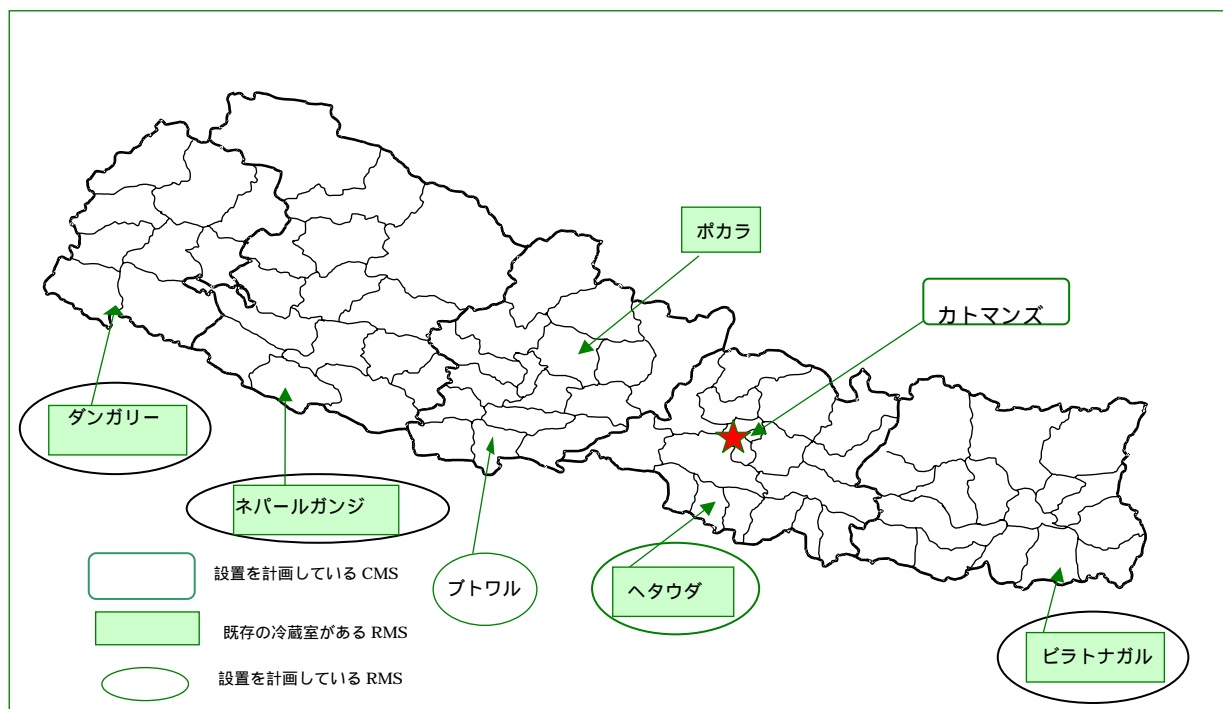 ポカラ
カトマンズ
ダンガリー
ネパールガンジ
ブトワル
ヘタウダ
ビラトナガル
設置を計画している CMS
既存の冷蔵室がある RMS
設置を計画している RMS